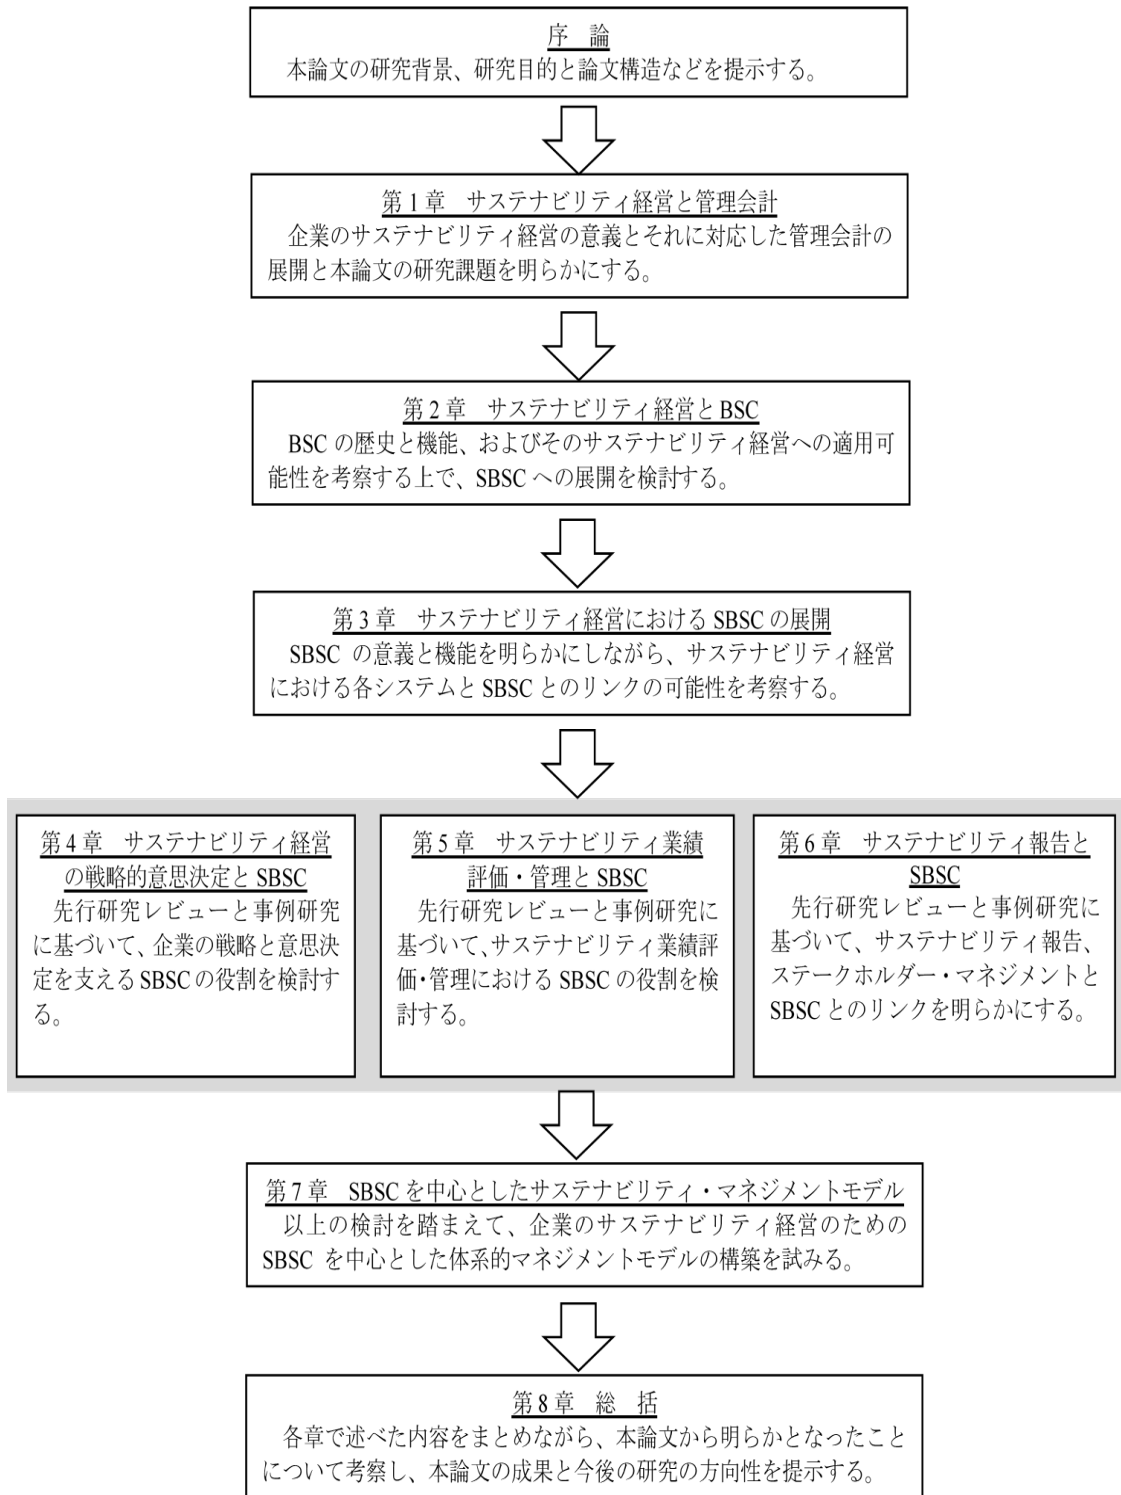 序　論
本論文の研究背景、研究目的と論文構造などを提示する。
第 1 章　サステナビリティ経営と管理会計
企業のサステナビリティ経営の意義とそれに対応した管理会計の
展開と本論文の研究課題を明らかにする。
第 2 章　サステナビリティ経営と BSC
BSC の歴史と機能、およびそのサステナビリティ経営への適用可
能性を考察する上で、SBSC への展開を検討する。
第 3 章　サステナビリティ経営における SBSC の展開
SBSC の意義と機能を明らかにしながら、サステナビリティ経営
における各システムと SBSC とのリンクの可能性を考察する。
第 4 章　サステナビリティ経営
の戦略的意思決定と SBSC
先行研究レビューと事例研究
に基づいて、企業の戦略と意思決
定を支える SBSC の役割を検討す
る。
第 5 章　サステナビリティ業績
評価・管理と SBSC
先行研究レビューと事例研究に
基づいて、サステナビリティ業績評
価・管理における SBSC の役割を検
討する。
第 6 章　サステナビリティ報告と
SBSC
先行研究レビューと事例研究に
基づいて、サステナビリティ報告、
ステークホルダー・マネジメントと
SBSC とのリンクを明らかにする。
第 7 章　SBSC を中心としたサステナビリティ・マネジメントモデル
以上の検討を踏まえて、企業のサステナビリティ経営のための
SBSC を中心とした体系的マネジメントモデルの構築を試みる。
第 8 章　総　括
各章で述べた内容をまとめながら、本論文から明らかとなったこと
について考察し、本論文の成果と今後の研究の方向性を提示する。